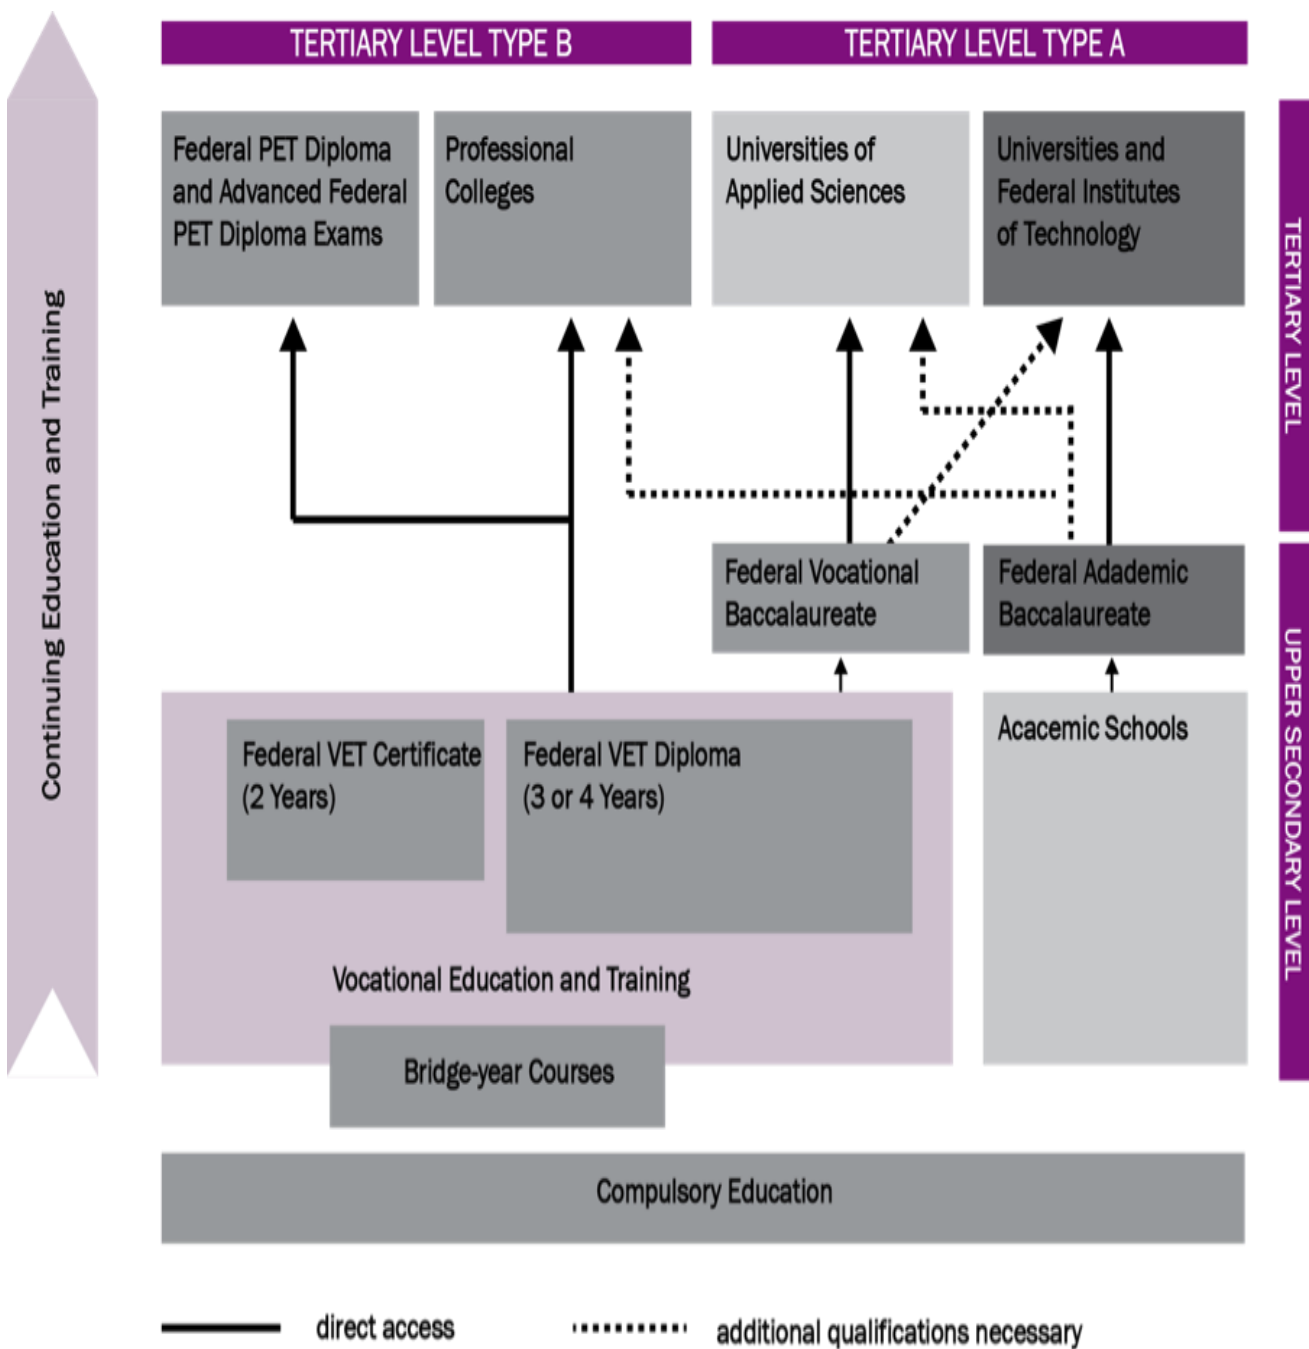 TERTIARY LEVEL TYPE B
TERTIARY LEVEL TYPE A
Federal PET Diploma
and Advanced Federal
PET Diploma Exams
Professional
Colleges
Universities of
Applied Sciences
Universities and
Federal Institutes
of Technology
TERTIARY LEVEL
Continuing Education and Training
Federal Vocational
Baccalaureate
Federal Adademic
Baccalaureate
UPPER SECONDARY LEVEL
Federal VET Certificate
(2 Years)
Federal VET Diploma
(3 or 4 Years)
Acacemic Schools
Vocational Education and Training
Bridge-year Courses
Compulsory Education
direct access
additional qualifications necessary